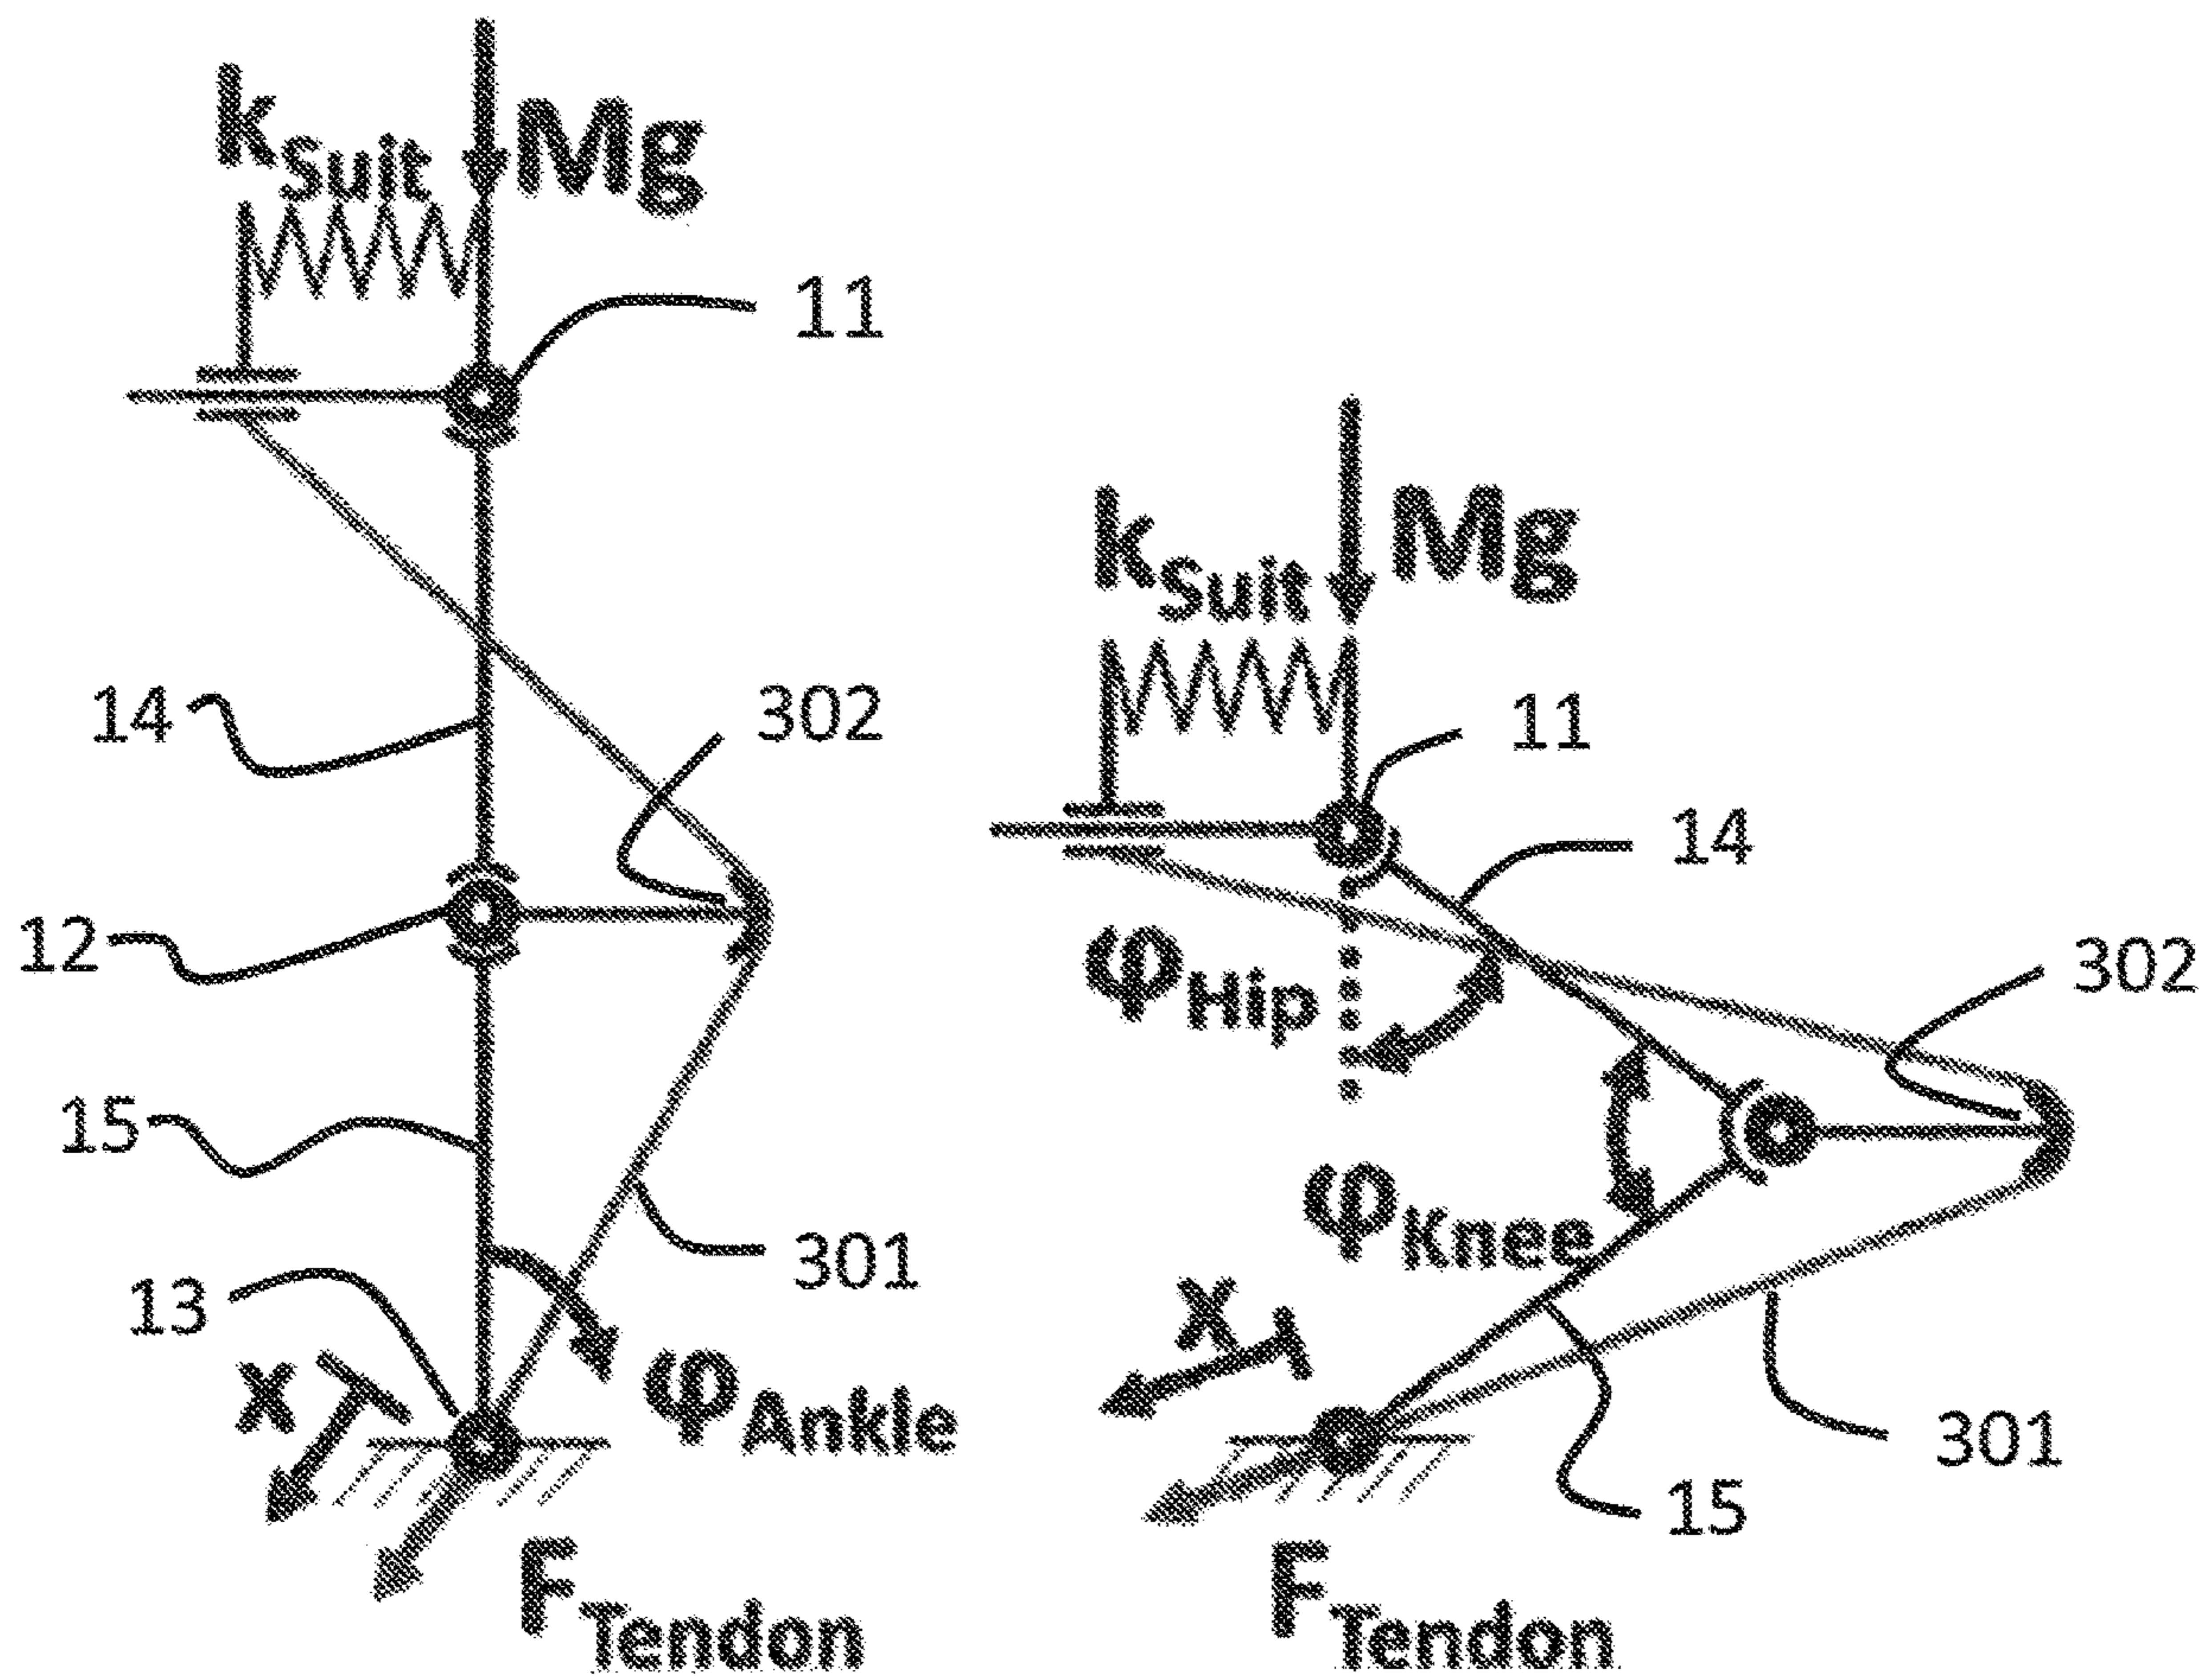 kSuit
Mg
11
14
302
12
15
301
13
X
φAnkle
FTendon
Mg
kSuit
11
14
φHip
302
φKnee
X
301
15
FTendon